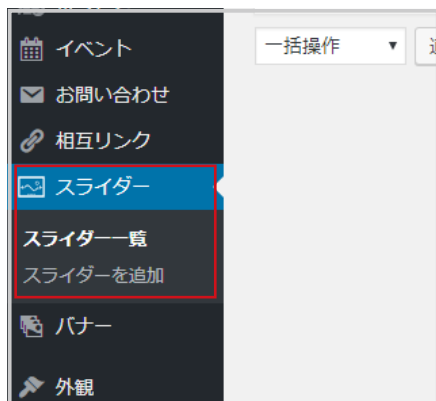 イベント
一括操作
お問い合わせ
相互リンク
スライダー
スライダー一覧
スライダーを追加
バナー
外観